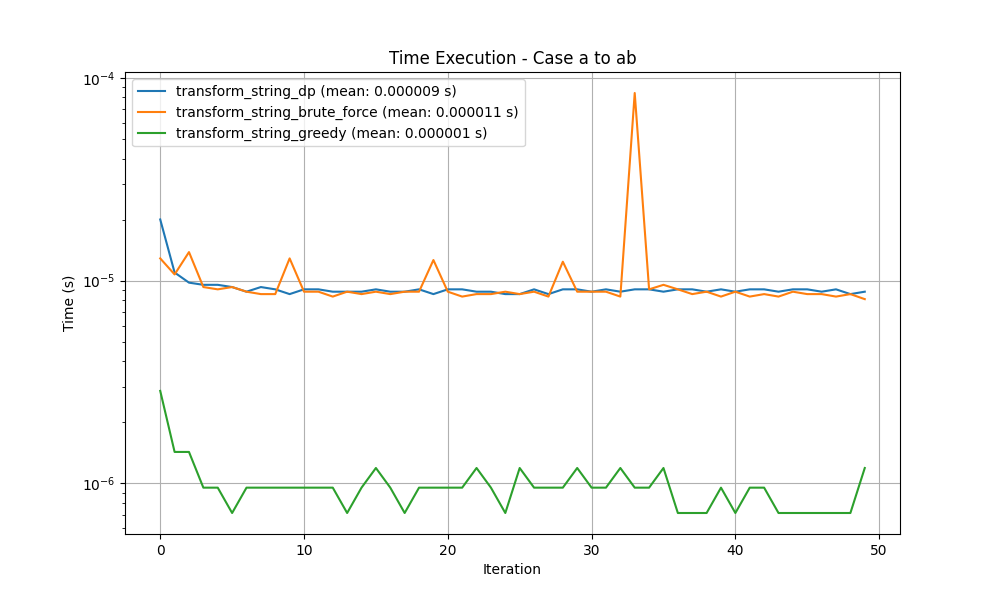 Time Execution - Case a to ab
transform_string_dp (mean: 0.000009 s)
transform_string_brute_force (mean: 0.000011 s)
transform_string_greedy (mean: 0.000001 s)
Time (s)
10⁻⁴
10⁻⁵
10⁻⁶
0 10 20 30 40 50
Iteration